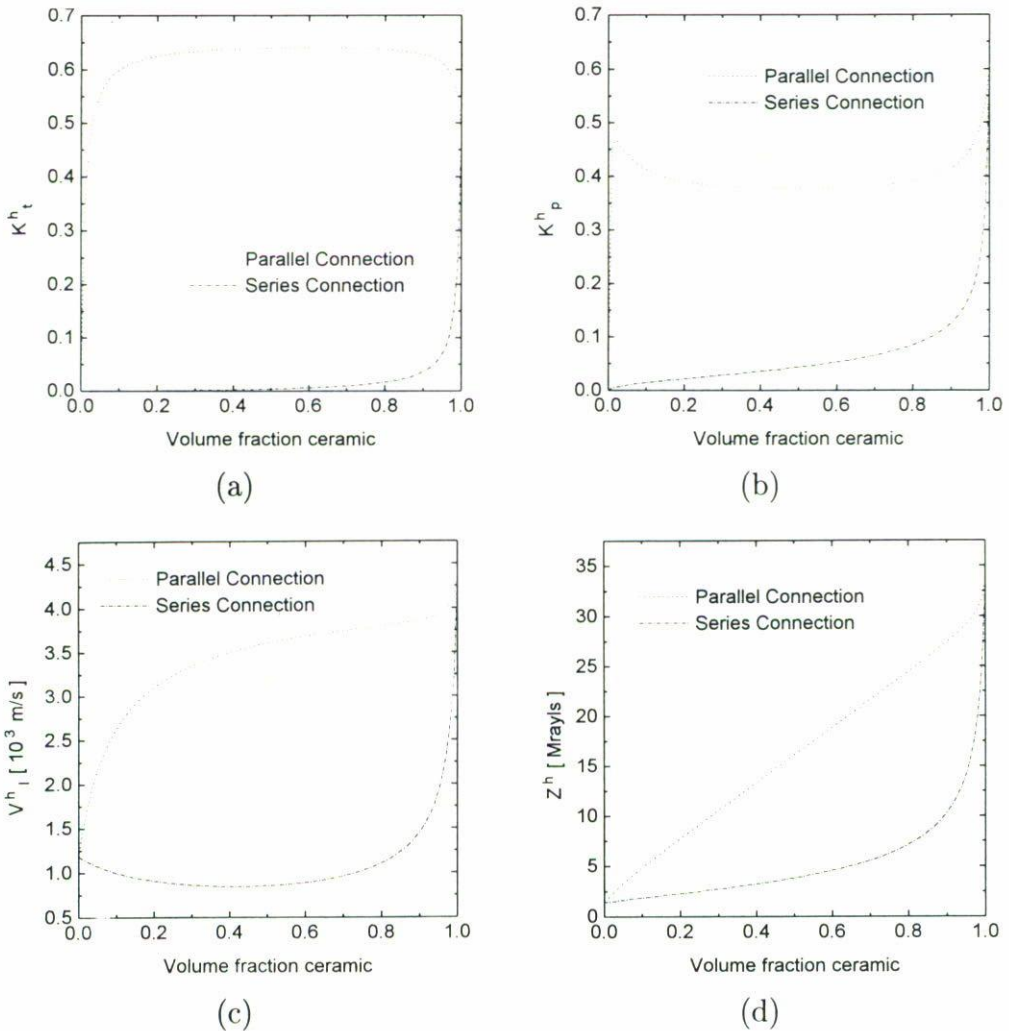 0.7
0.6
0.5
0.4
0.3
0.2
0.1
0.0
K^h_t
Parallel Connection
Series Connection
0.0 0.2 0.4 0.6 0.8 1.0
Volume fraction ceramic
(a)
0.7
0.6
0.5
0.4
0.3
0.2
0.1
0.0
K^h_p
Parallel Connection
Series Connection
0.0 0.2 0.4 0.6 0.8 1.0
Volume fraction ceramic
(b)
4.5
4.0
3.5
3.0
2.5
2.0
1.5
1.0
0.5
V^h_l [ 10^3 m/s ]
Parallel Connection
Series Connection
0.0 0.2 0.4 0.6 0.8 1.0
Volume fraction ceramic
(c)
35
30
25
20
15
10
5
0
Z^h [ Mrayls ]
Parallel Connection
Series Connection
0.0 0.2 0.4 0.6 0.8 1.0
Volume fraction ceramic
(d)